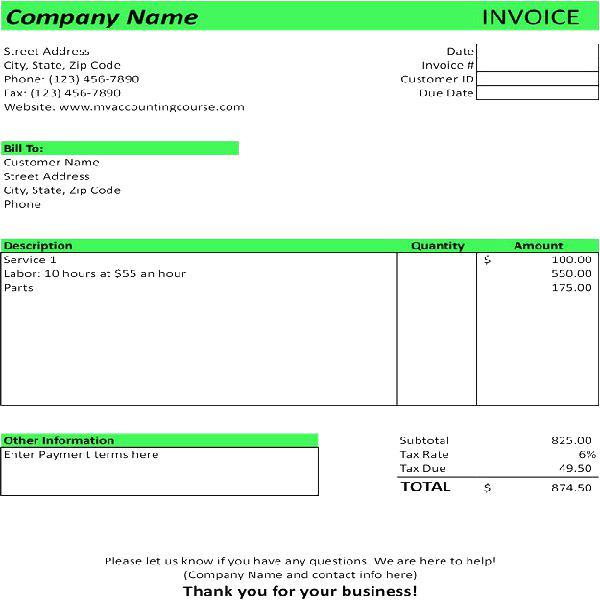 Company Name INVOICE
Street Address Date
City, State, Zip Code Invoice #
Phone: (123) 456-7890 Customer ID
Fax: (123) 456-7890 Due Date
Website: www.myaccountingcourse.com
Bill To:
Customer Name
Street Address
City, State, Zip Code
Phone
Description Quantity Amount
Service 1 $ 100.00
Labor: 10 hours at $55 an hour 550.00
Parts 175.00
Other Information Subtotal 825.00
Enter Payment terms here Tax Rate 6%
Tax Due 49.50
TOTAL $ 874.50
Please let us know if you have any questions. We are here to help!
(Company Name and contact info here)
Thank you for your business!